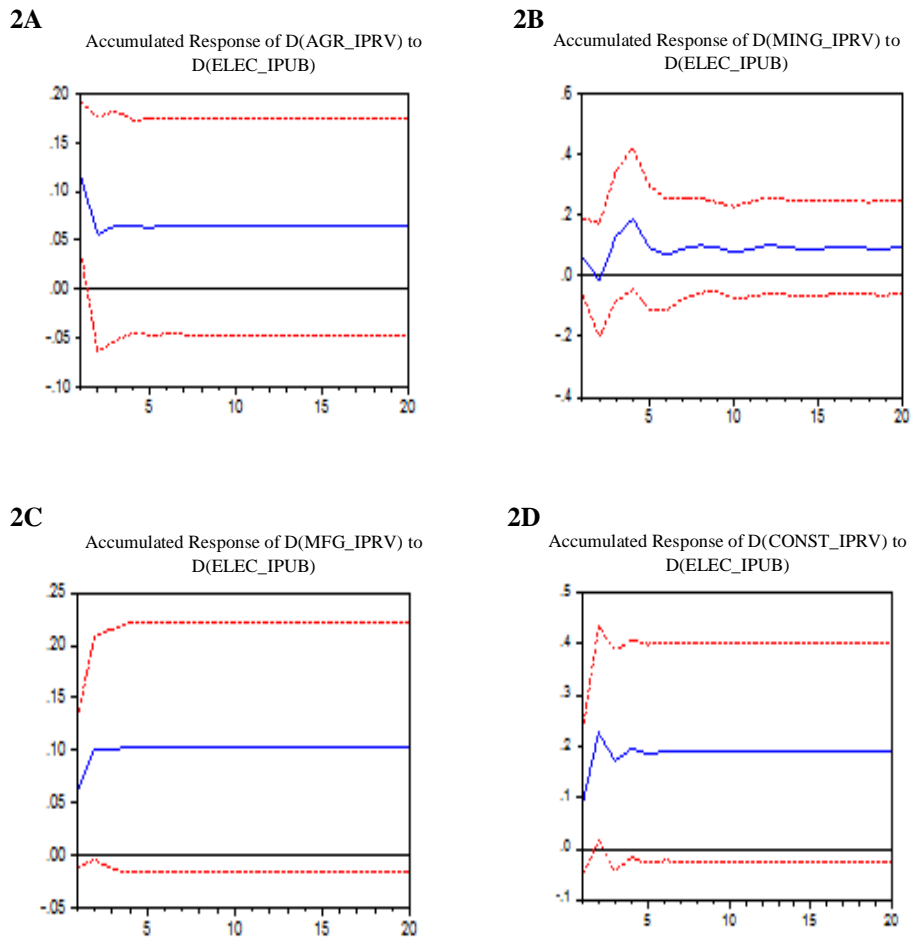 2A
Accumulated Response of D(AGR_IPRV) to
D(ELEC_IPUB)
.20
.15
.10
.05
.00
-.05
-.10
5 10 15 20
2B
Accumulated Response of D(MING_IPRV) to
D(ELEC_IPUB)
.6
.4
.2
.0
-.2
-.4
5 10 15 20
2C
Accumulated Response of D(MFG_IPRV) to
D(ELEC_IPUB)
.25
.20
.15
.10
.05
.00
-.05
5 10 15 20
2D
Accumulated Response of D(CONST_IPRV) to
D(ELEC_IPUB)
.5
.4
.3
.2
.1
.0
-.1
5 10 15 20